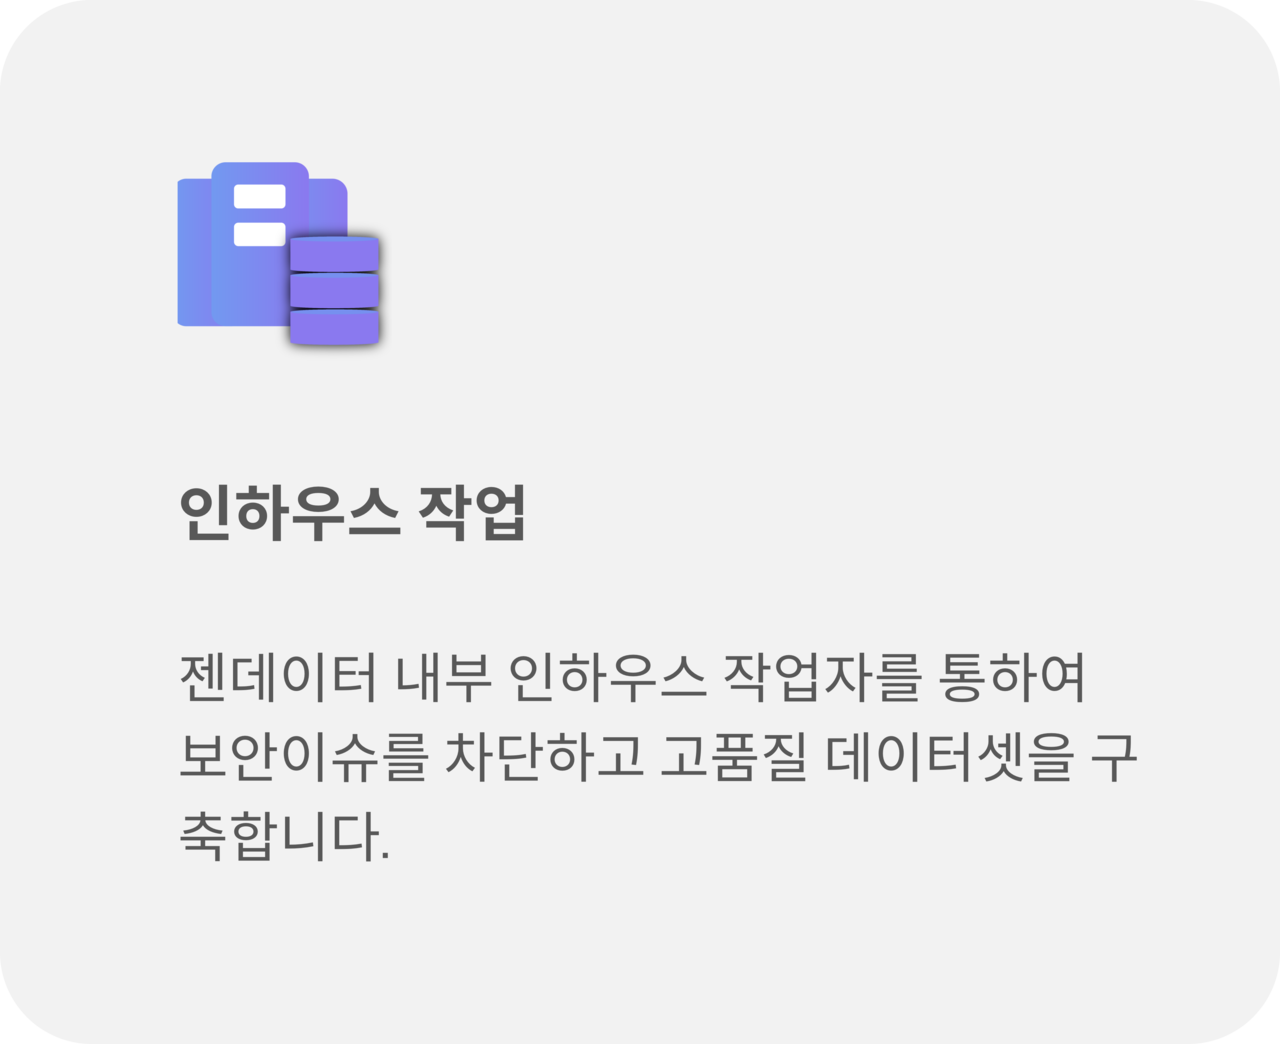 인하우스 작업
젠데이터 내부 인하우스 작업자를 통하여
보안이슈를 차단하고 고품질 데이터셋을 구
축합니다.